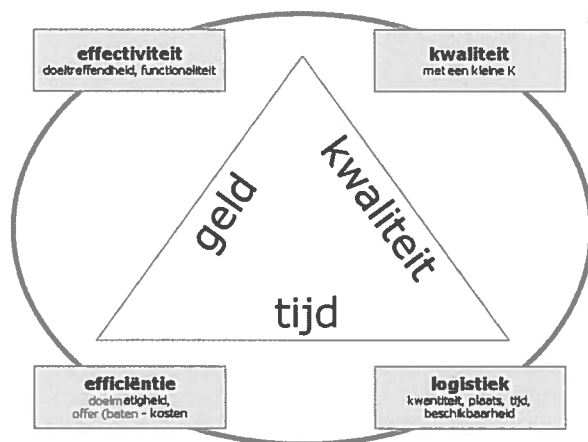 effectiviteit
doeltreffendheid, functionaliteit
kwaliteit
met een kleine K
geld
kwaliteit
tijd
efficiëntie
doelmatigheid,
offer (baten - kosten
logistiek
kwantiteit, plaats, tijd,
beschikbaarheid